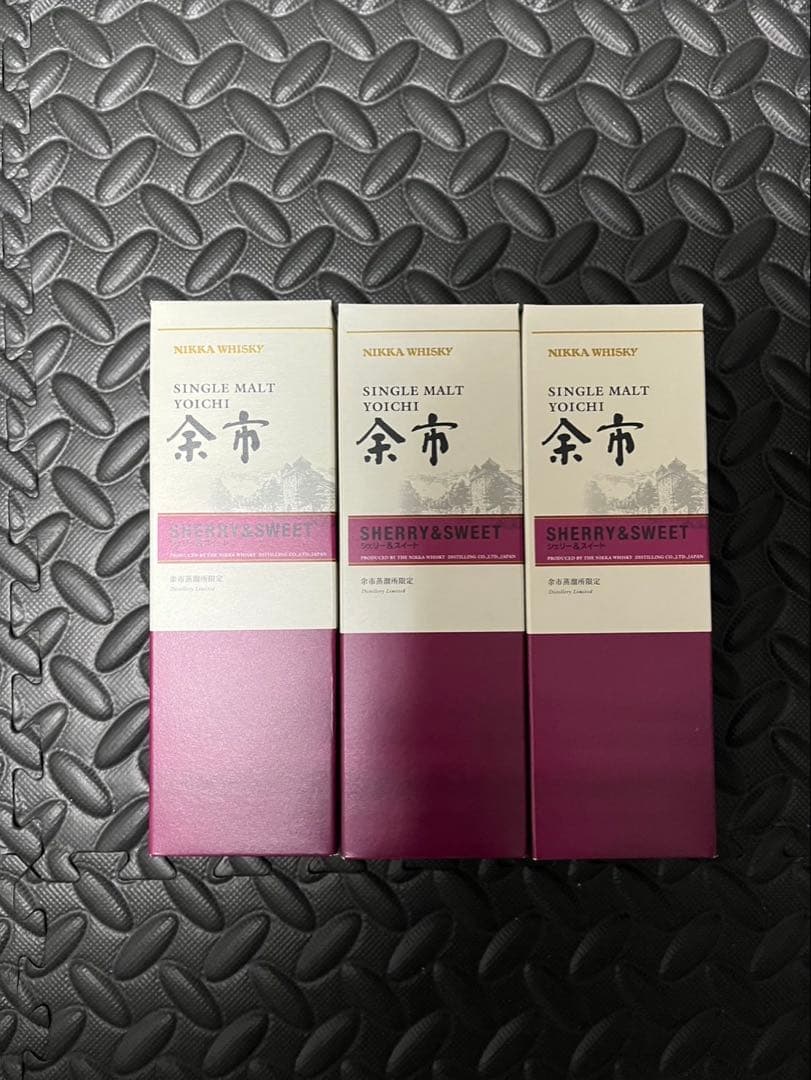 NIKKA WHISKY
SINGLE MALT
YOICHI
余市
SHERRY&SWEET
シェリー&スイート
PRODUCED BY THE NIKKA WHISKY DISTILLING CO.,LTD.,JAPAN
余市蒸溜所限定
Distillery Limited
NIKKA WHISKY
SINGLE MALT
YOICHI
余市
SHERRY&SWEET
シェリー&スイート
PRODUCED BY THE NIKKA WHISKY DISTILLING CO.,LTD.,JAPAN
余市蒸溜所限定
Distillery Limited
NIKKA WHISKY
SINGLE MALT
YOICHI
余市
SHERRY&SWEET
シェリー&スイート
PRODUCED BY THE NIKKA WHISKY DISTILLING CO.,LTD.,JAPAN
余市蒸溜所限定
Distillery Limited